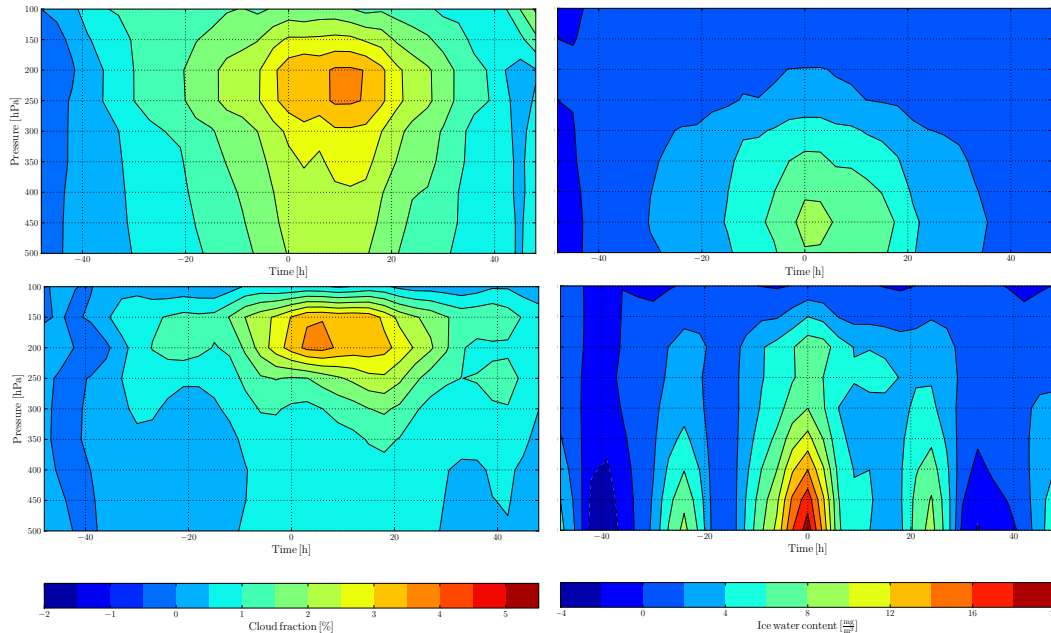 100
150
200
250
300
350
400
450
500
Pressure [hPa]
−40 −20 0 20 40
Time [h]
−40 −20 0 20 40
Time [h]
100
150
200
250
300
350
400
450
500
Pressure [hPa]
−40 −20 0 20 40
Time [h]
−40 −20 0 20 40
Time [h]
−2 −1 0 1 2 3 4 5
Cloud fraction [%]
−4 0 4 8 12 16
Ice water content [mg/m³]